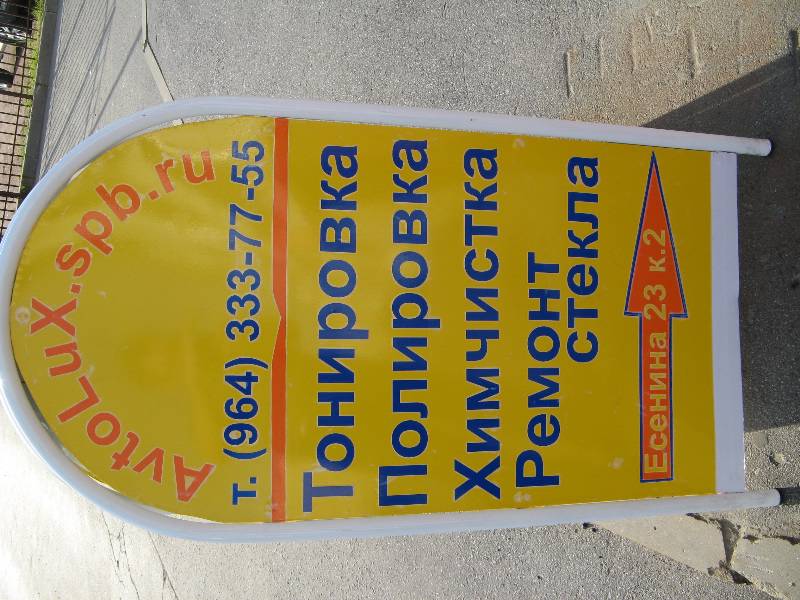 AvtoLuX.spb.ru
т. (964) 333-77-55
Тонировка
Полировка
Химчистка
Ремонт
стекла
Есенина 23 к.2